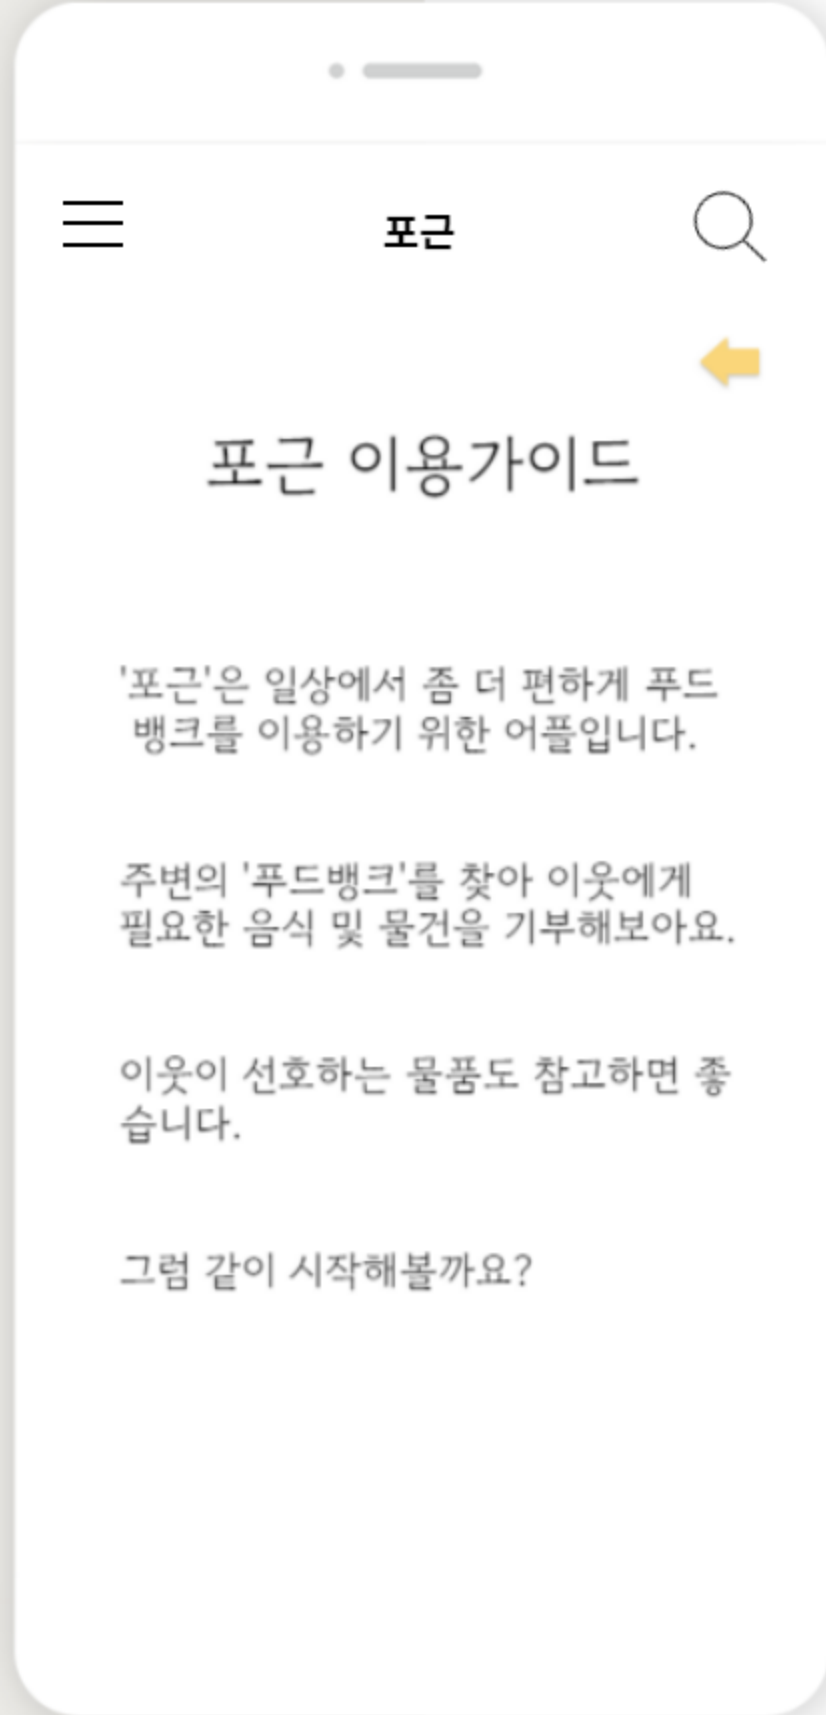 포근
포근 이용가이드
'포근'은 일상에서 좀 더 편하게 푸드
뱅크를 이용하기 위한 어플입니다.
주변의 '푸드뱅크'를 찾아 이웃에게
필요한 음식 및 물건을 기부해보아요.
이웃이 선호하는 물품도 참고하면 좋
습니다.
그럼 같이 시작해볼까요?